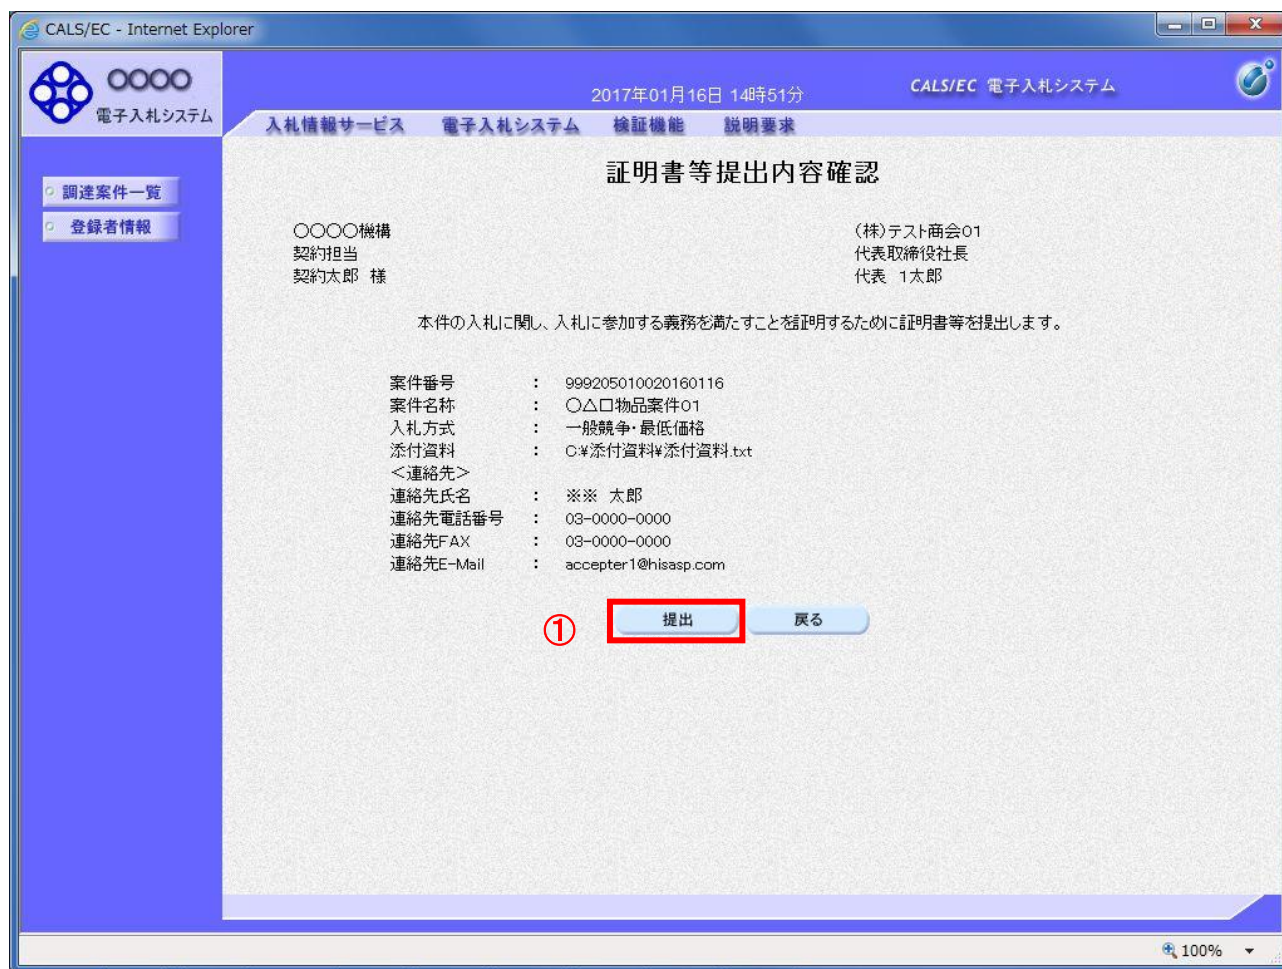 CALS/EC - Internet Explorer
〇〇〇〇
電子入札システム
2017年01月16日 14時51分
CALS/EC 電子入札システム
入札情報サービス 電子入札システム 検証機能 説明要求
調達案件一覧
登録者情報
証明書等提出内容確認
〇〇〇〇機構
契約担当
契約太郎 様
(株)テスト商会01
代表取締役社長
代表 1太郎
本件の入札に関し、入札に参加する義務を満たすことを証明するために証明書等を提出します。
案件番号 : 999205010020160116
案件名称 : 〇△口物品案件01
入札方式 : 一般競争・最低価格
添付資料 : C:¥添付資料¥添付資料.txt
<連絡先>
連絡先氏名 : ※※ 太郎
連絡先電話番号 : 03-0000-0000
連絡先FAX : 03-0000-0000
連絡先E-Mail : accepter1@hisasp.com
① 提出 戻る
100%